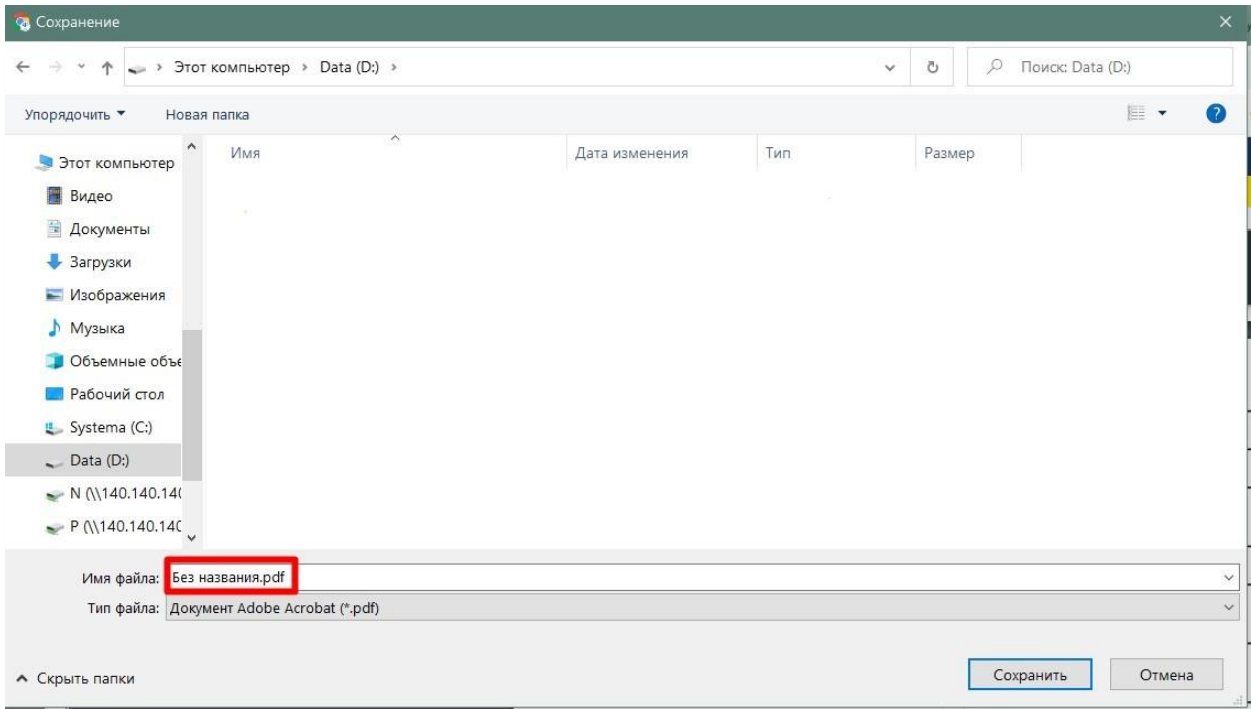 Сохранение
Этот компьютер › Data (D:) ›
Поиск: Data (D:)
Упорядочить
Новая папка
Имя
Дата изменения
Тип
Размер
Этот компьютер
Видео
Документы
Загрузки
Изображения
Музыка
Объемные объе
Рабочий стол
Systema (C:)
Data (D:)
N (\\140.140.140
P (\\140.140.140
Имя файла: Без названия.pdf
Тип файла: Документ Adobe Acrobat (*.pdf)
Скрыть папки
Сохранить
Отмена